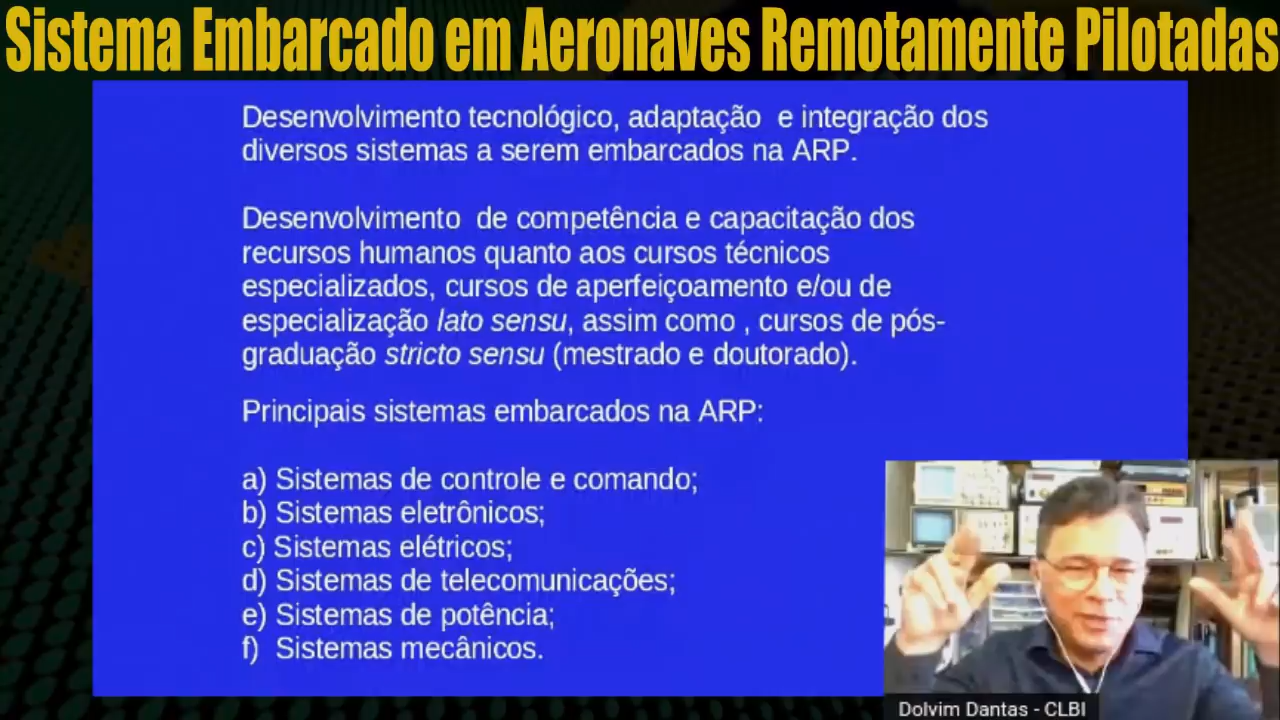 Sistema Embarcado em Aeronaves Remotamente Pilotadas
Desenvolvimento tecnológico, adaptação  e integração dos
diversos sistemas a serem embarcados na ARP.
Desenvolvimento  de competência e capacitação dos
recursos humanos quanto aos cursos técnicos
especializados, cursos de aperfeiçoamento e/ou de
especialização lato sensu, assim como , cursos de pós-
graduação stricto sensu (mestrado e doutorado).
Principais sistemas embarcados na ARP:
a) Sistemas de controle e comando;
b) Sistemas eletrônicos;
c) Sistemas elétricos;
d) Sistemas de telecomunicações;
e) Sistemas de potência;
f)  Sistemas mecânicos.
Dolvim Dantas - CLBI